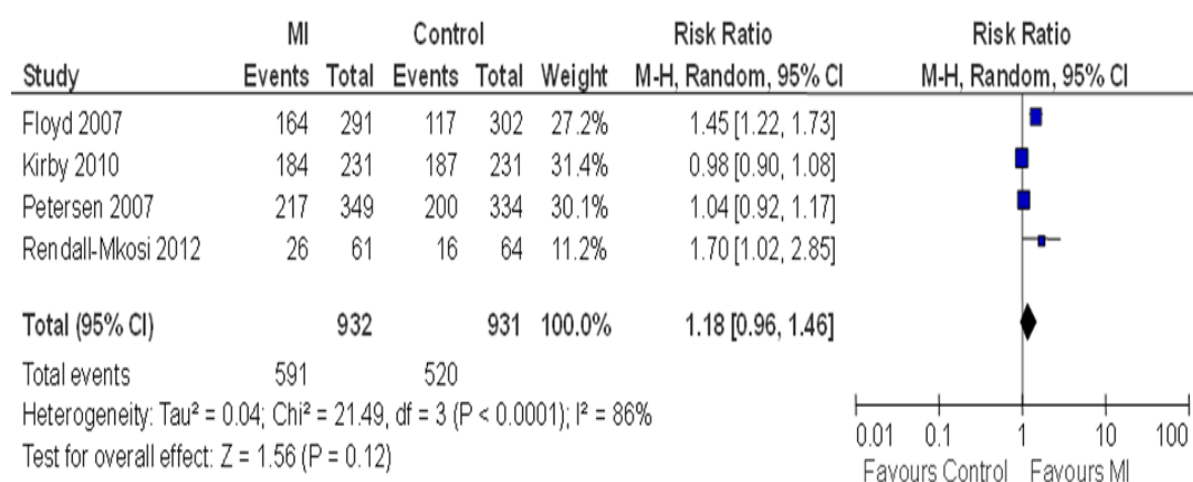 MI Control Risk Ratio Risk Ratio
Study Events Total Events Total Weight M-H, Random, 95% CI M-H, Random, 95% CI
Floyd 2007 164 291 117 302 27.2% 1.45 [1.22, 1.73]
Kirby 2010 184 231 187 231 31.4% 0.98 [0.90, 1.08]
Petersen 2007 217 349 200 334 30.1% 1.04 [0.92, 1.17]
Rendall-Mkosi 2012 26 61 16 64 11.2% 1.70 [1.02, 2.85]
Total (95% CI) 932 931 100.0% 1.18 [0.96, 1.46]
Total events 591 520
Heterogeneity: Tau² = 0.04; Chi² = 21.49, df = 3 (P < 0.0001); I² = 86%
Test for overall effect: Z = 1.56 (P = 0.12)
0.01 0.1 1 10 100
Favours Control Favours MI